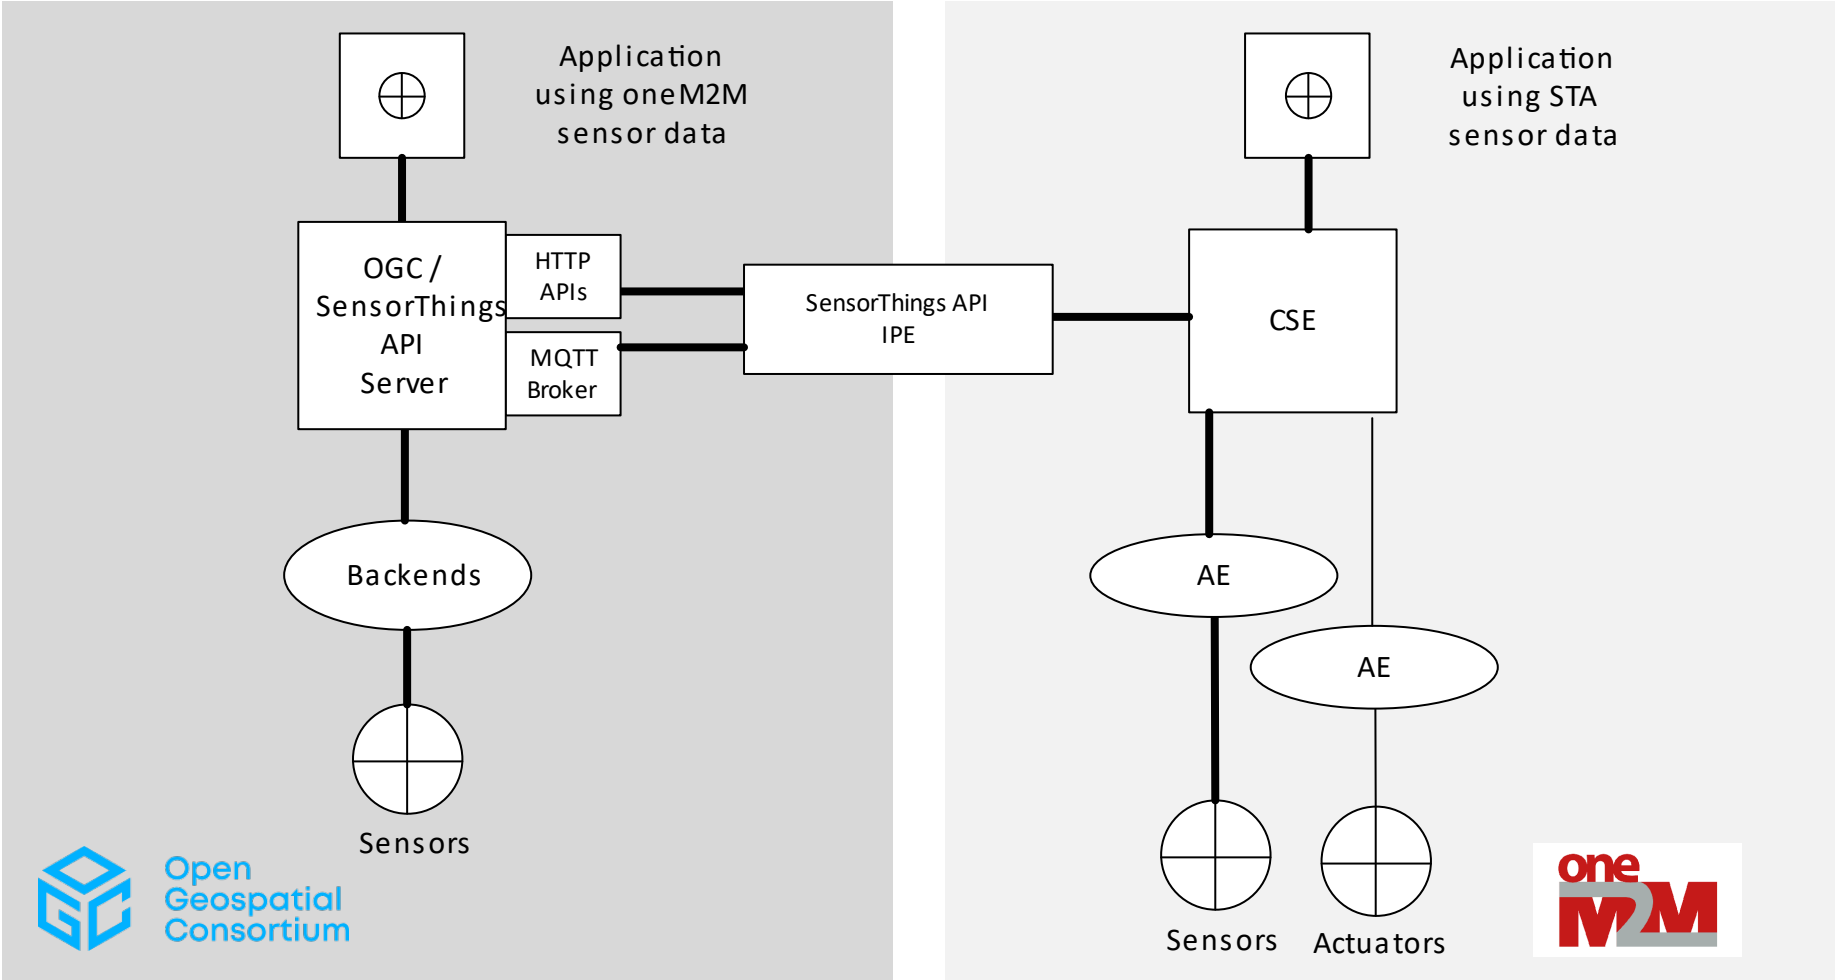 Application
using oneM2M
sensor data
Application
using STA
sensor data
OGC /
SensorThings
API
Server
HTTP
APIs
MQTT
Broker
SensorThings API
IPE
CSE
Backends
AE
AE
Sensors
Sensors
Actuators
OGC
Open
Geospatial
Consortium
one
M2M